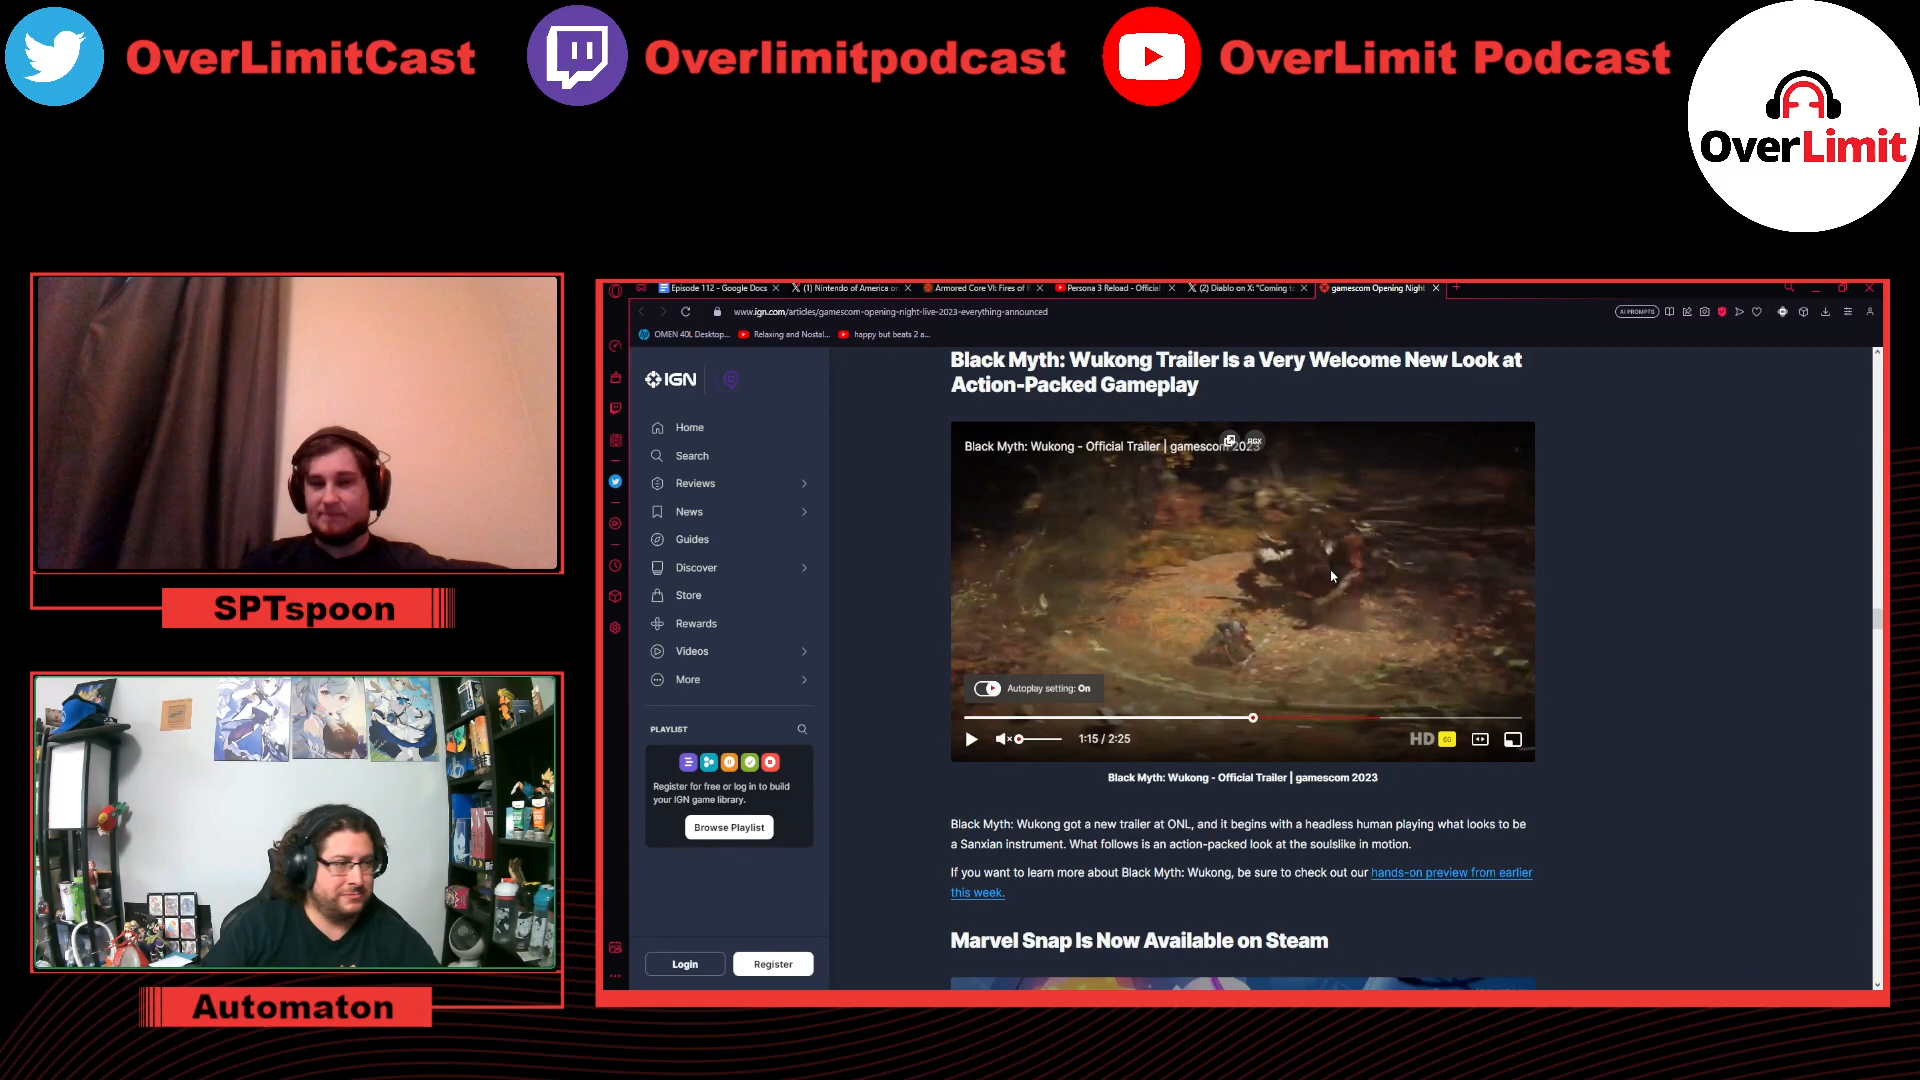 OverLimitCast
Overlimitpodcast
OverLimit Podcast
OverLimit
SPTspoon
Automaton
Episode 112 - Google Docs
(1) Nintendo of America on
Armored Core VI: Fires of R
Persona 3 Reload - Official
(2) Diablo on X: "Coming to
gamescom Opening Night
www.ign.com/articles/gamescom-opening-night-live-2023-everything-announced
AI PROMPTS
OMEN 40L Desktop...
Relaxing and Nostal...
happy but beats 2 a...
IGN
Home
Search
Reviews
News
Guides
Discover
Store
Rewards
Videos
More
PLAYLIST
Register for free or log in to build
your IGN game library.
Browse Playlist
Login
Register
Black Myth: Wukong Trailer Is a Very Welcome New Look at
Action-Packed Gameplay
Black Myth: Wukong - Official Trailer | gamescom 2023
Autoplay setting: On
1:15 / 2:25
HD 60
Black Myth: Wukong - Official Trailer | gamescom 2023
Black Myth: Wukong got a new trailer at ONL, and it begins with a headless human playing what looks to be
a Sanxian instrument. What follows is an action-packed look at the soulslike in motion.
If you want to learn more about Black Myth: Wukong, be sure to check out our hands-on preview from earlier
this week.
Marvel Snap Is Now Available on Steam